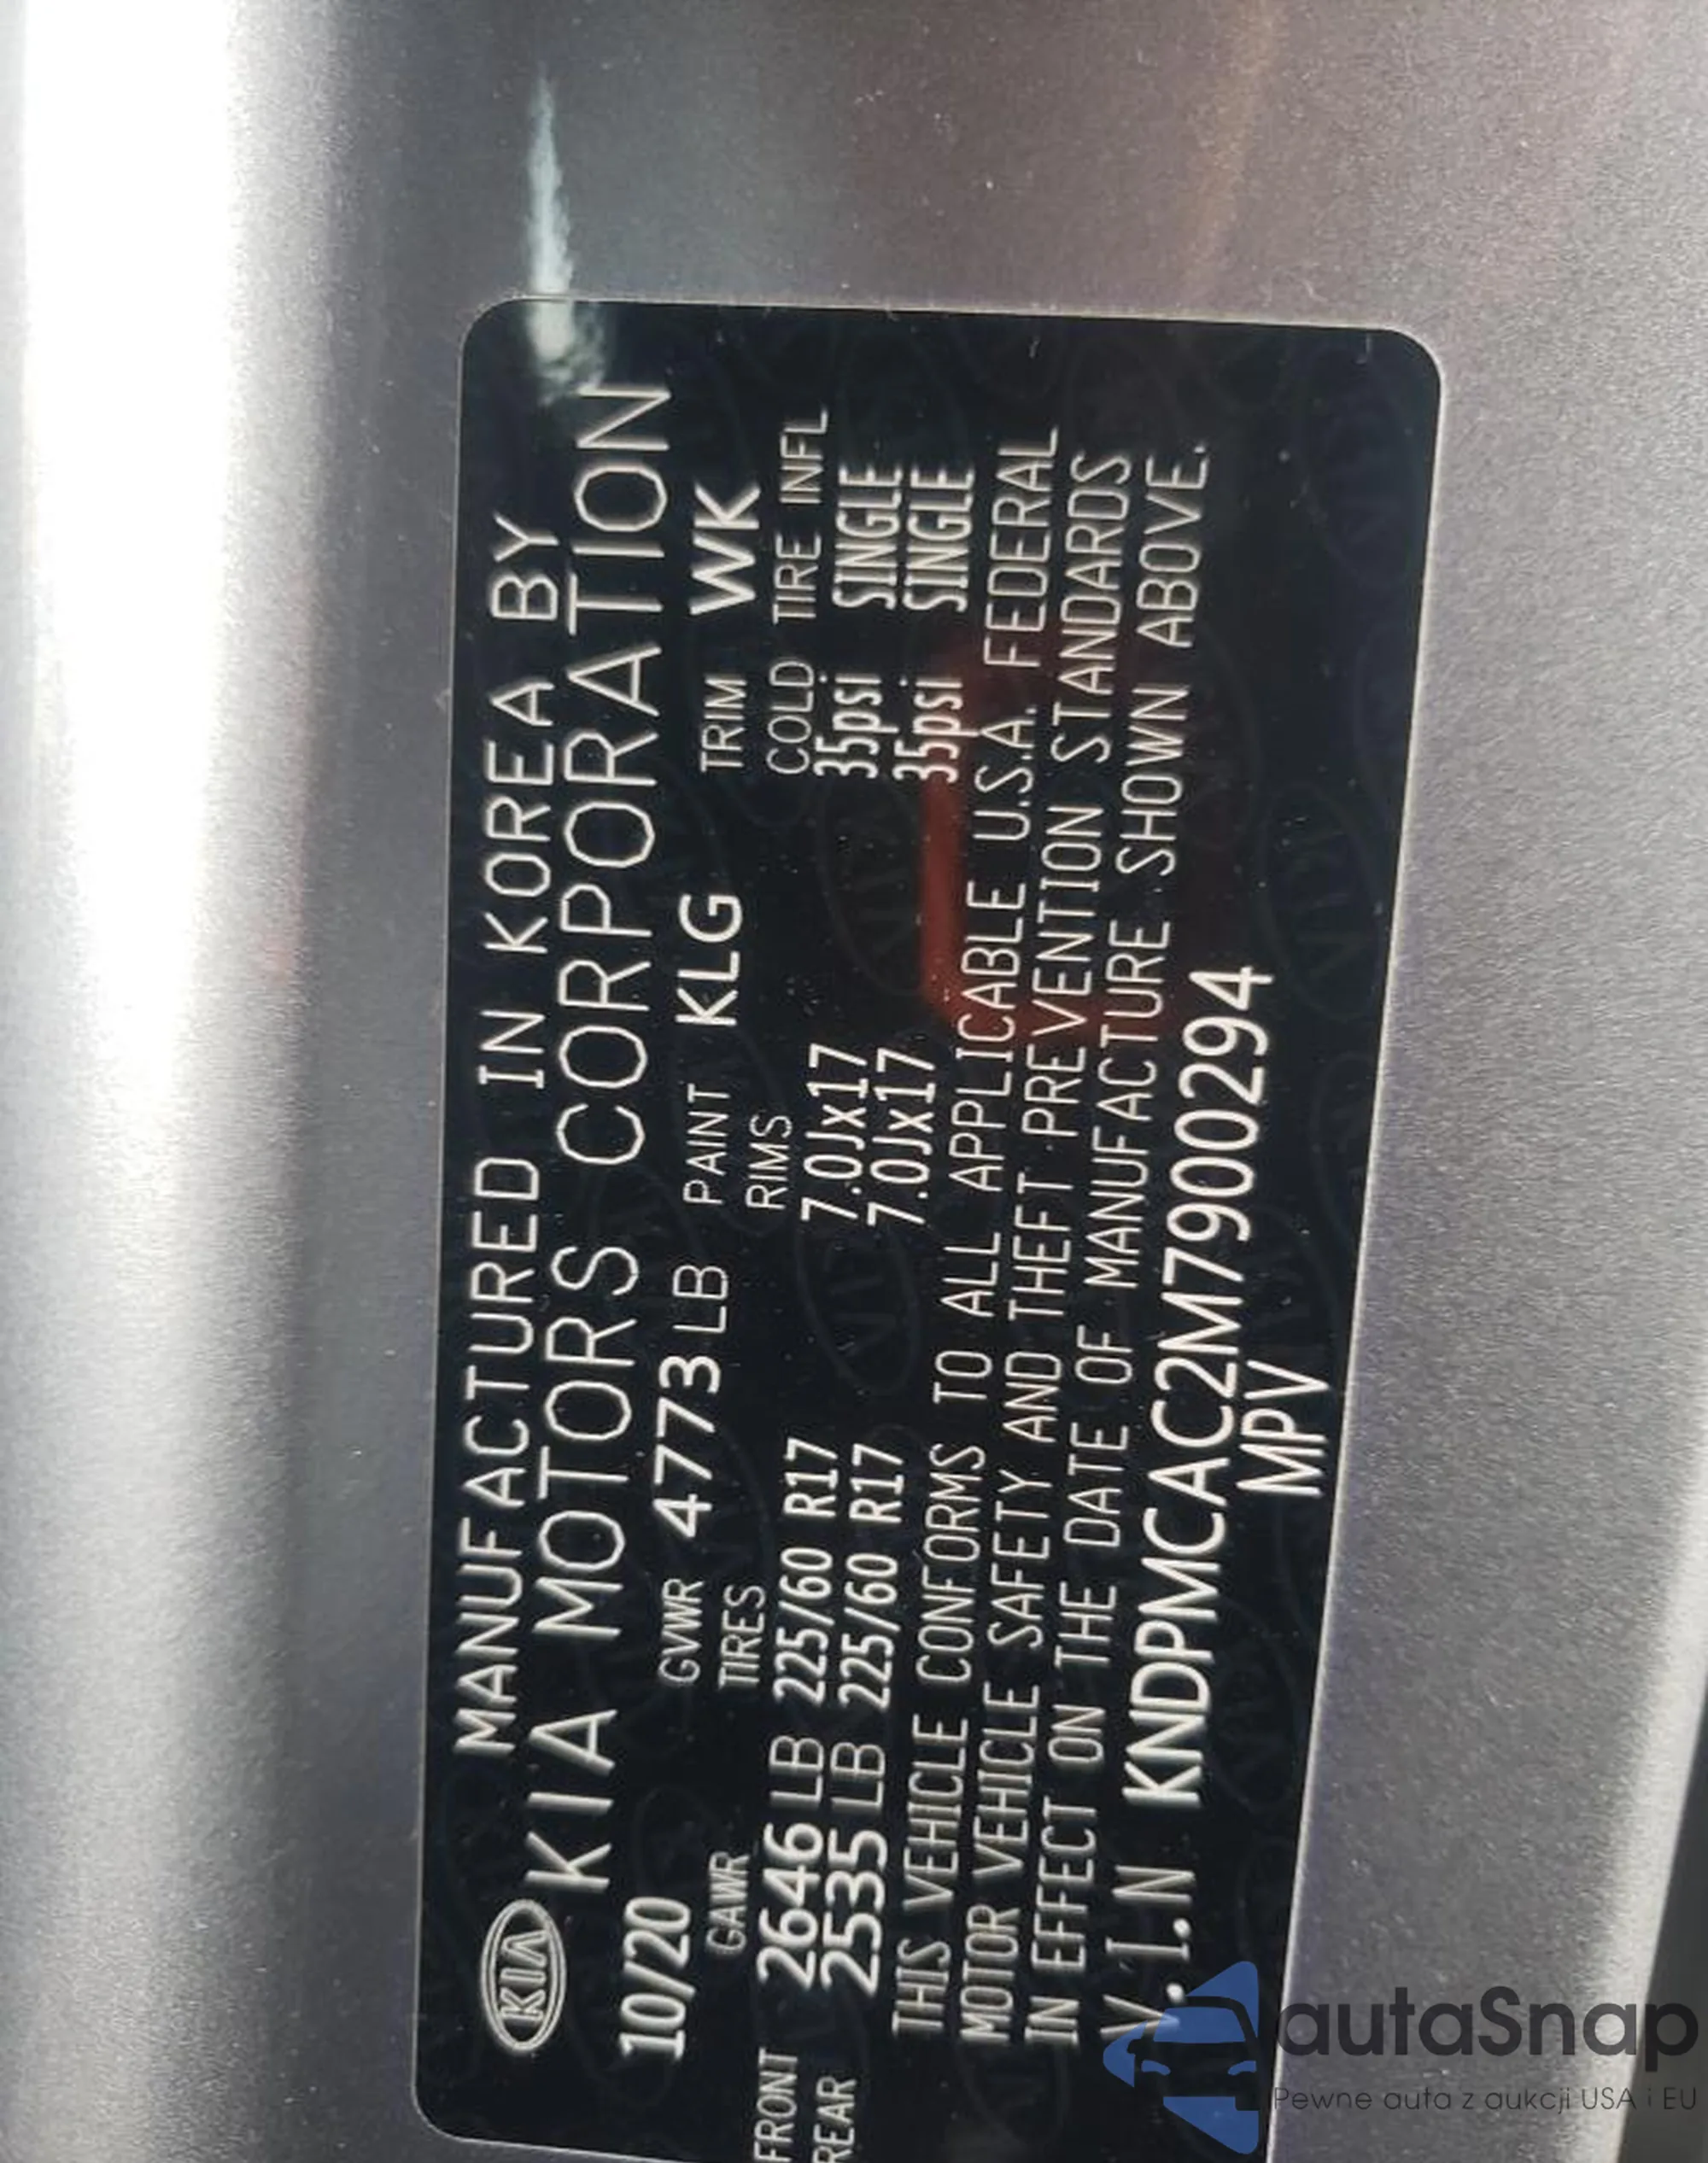 KIA
MANUFACTURED IN KOREA BY
KIA MOTORS CORPORATION
10/20 GVWR 4773 LB PAINT KLG TRIM WK
GAWR TIRES RIMS COLD TIRE INFL
FRONT 2646 LB 225/60 R17 7.0Jx17 35psi SINGLE
REAR 2535 LB 225/60 R17 7.0Jx17 35psi SINGLE
THIS VEHICLE CONFORMS TO ALL APPLICABLE U.S.A. FEDERAL
MOTOR VEHICLE SAFETY AND THEFT PREVENTION STANDARDS
IN EFFECT ON THE DATE OF MANUFACTURE SHOWN ABOVE.
V.I.N KNDPMCAC2M7900294
MPV
autaSnap
Pewne auta z aukcji USA i EU